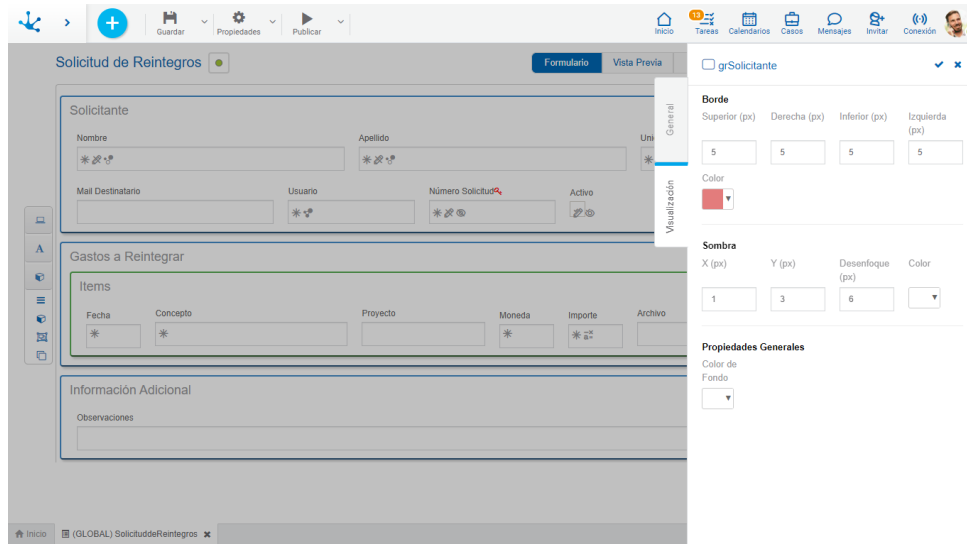 Guardar
Propiedades
Publicar
Inicio
13
Tareas
Calendarios
Casos
Mensajes
Invitar
Conexión
Solicitud de Reintegros
Formulario
Vista Previa
Solicitante
Nombre
Apellido
Uni
Mail Destinatario
Usuario
Número Solicitud
Activo
Gastos a Reintegrar
Items
Fecha
Concepto
Proyecto
Moneda
Importe
Archivo
Información Adicional
Observaciones
General
Visualización
grSolicitante
Borde
Superior (px)
Derecha (px)
Inferior (px)
Izquierda
(px)
5
5
5
5
Color
Sombra
X (px)
Y (px)
Desenfoque
(px)
Color
1
3
6
Propiedades Generales
Color de
Fondo
A
Inicio
(GLOBAL) SolicituddeReintegros